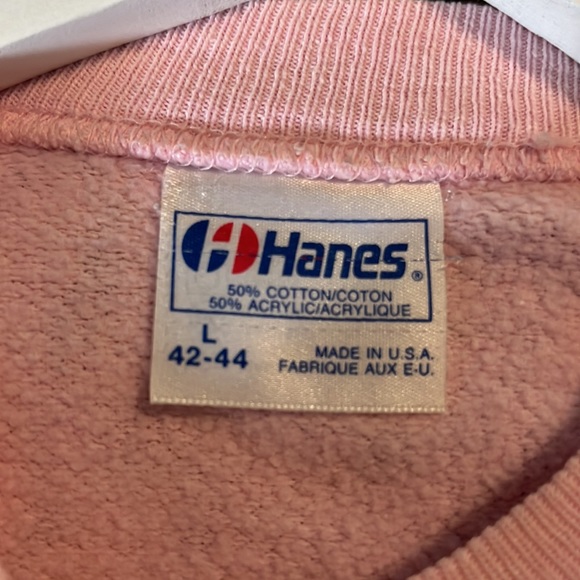 Hanes®
50% COTTON/COTON
50% ACRYLIC/ACRYLIQUE
L
42-44
MADE IN U.S.A.
FABRIQUE AUX E-U.